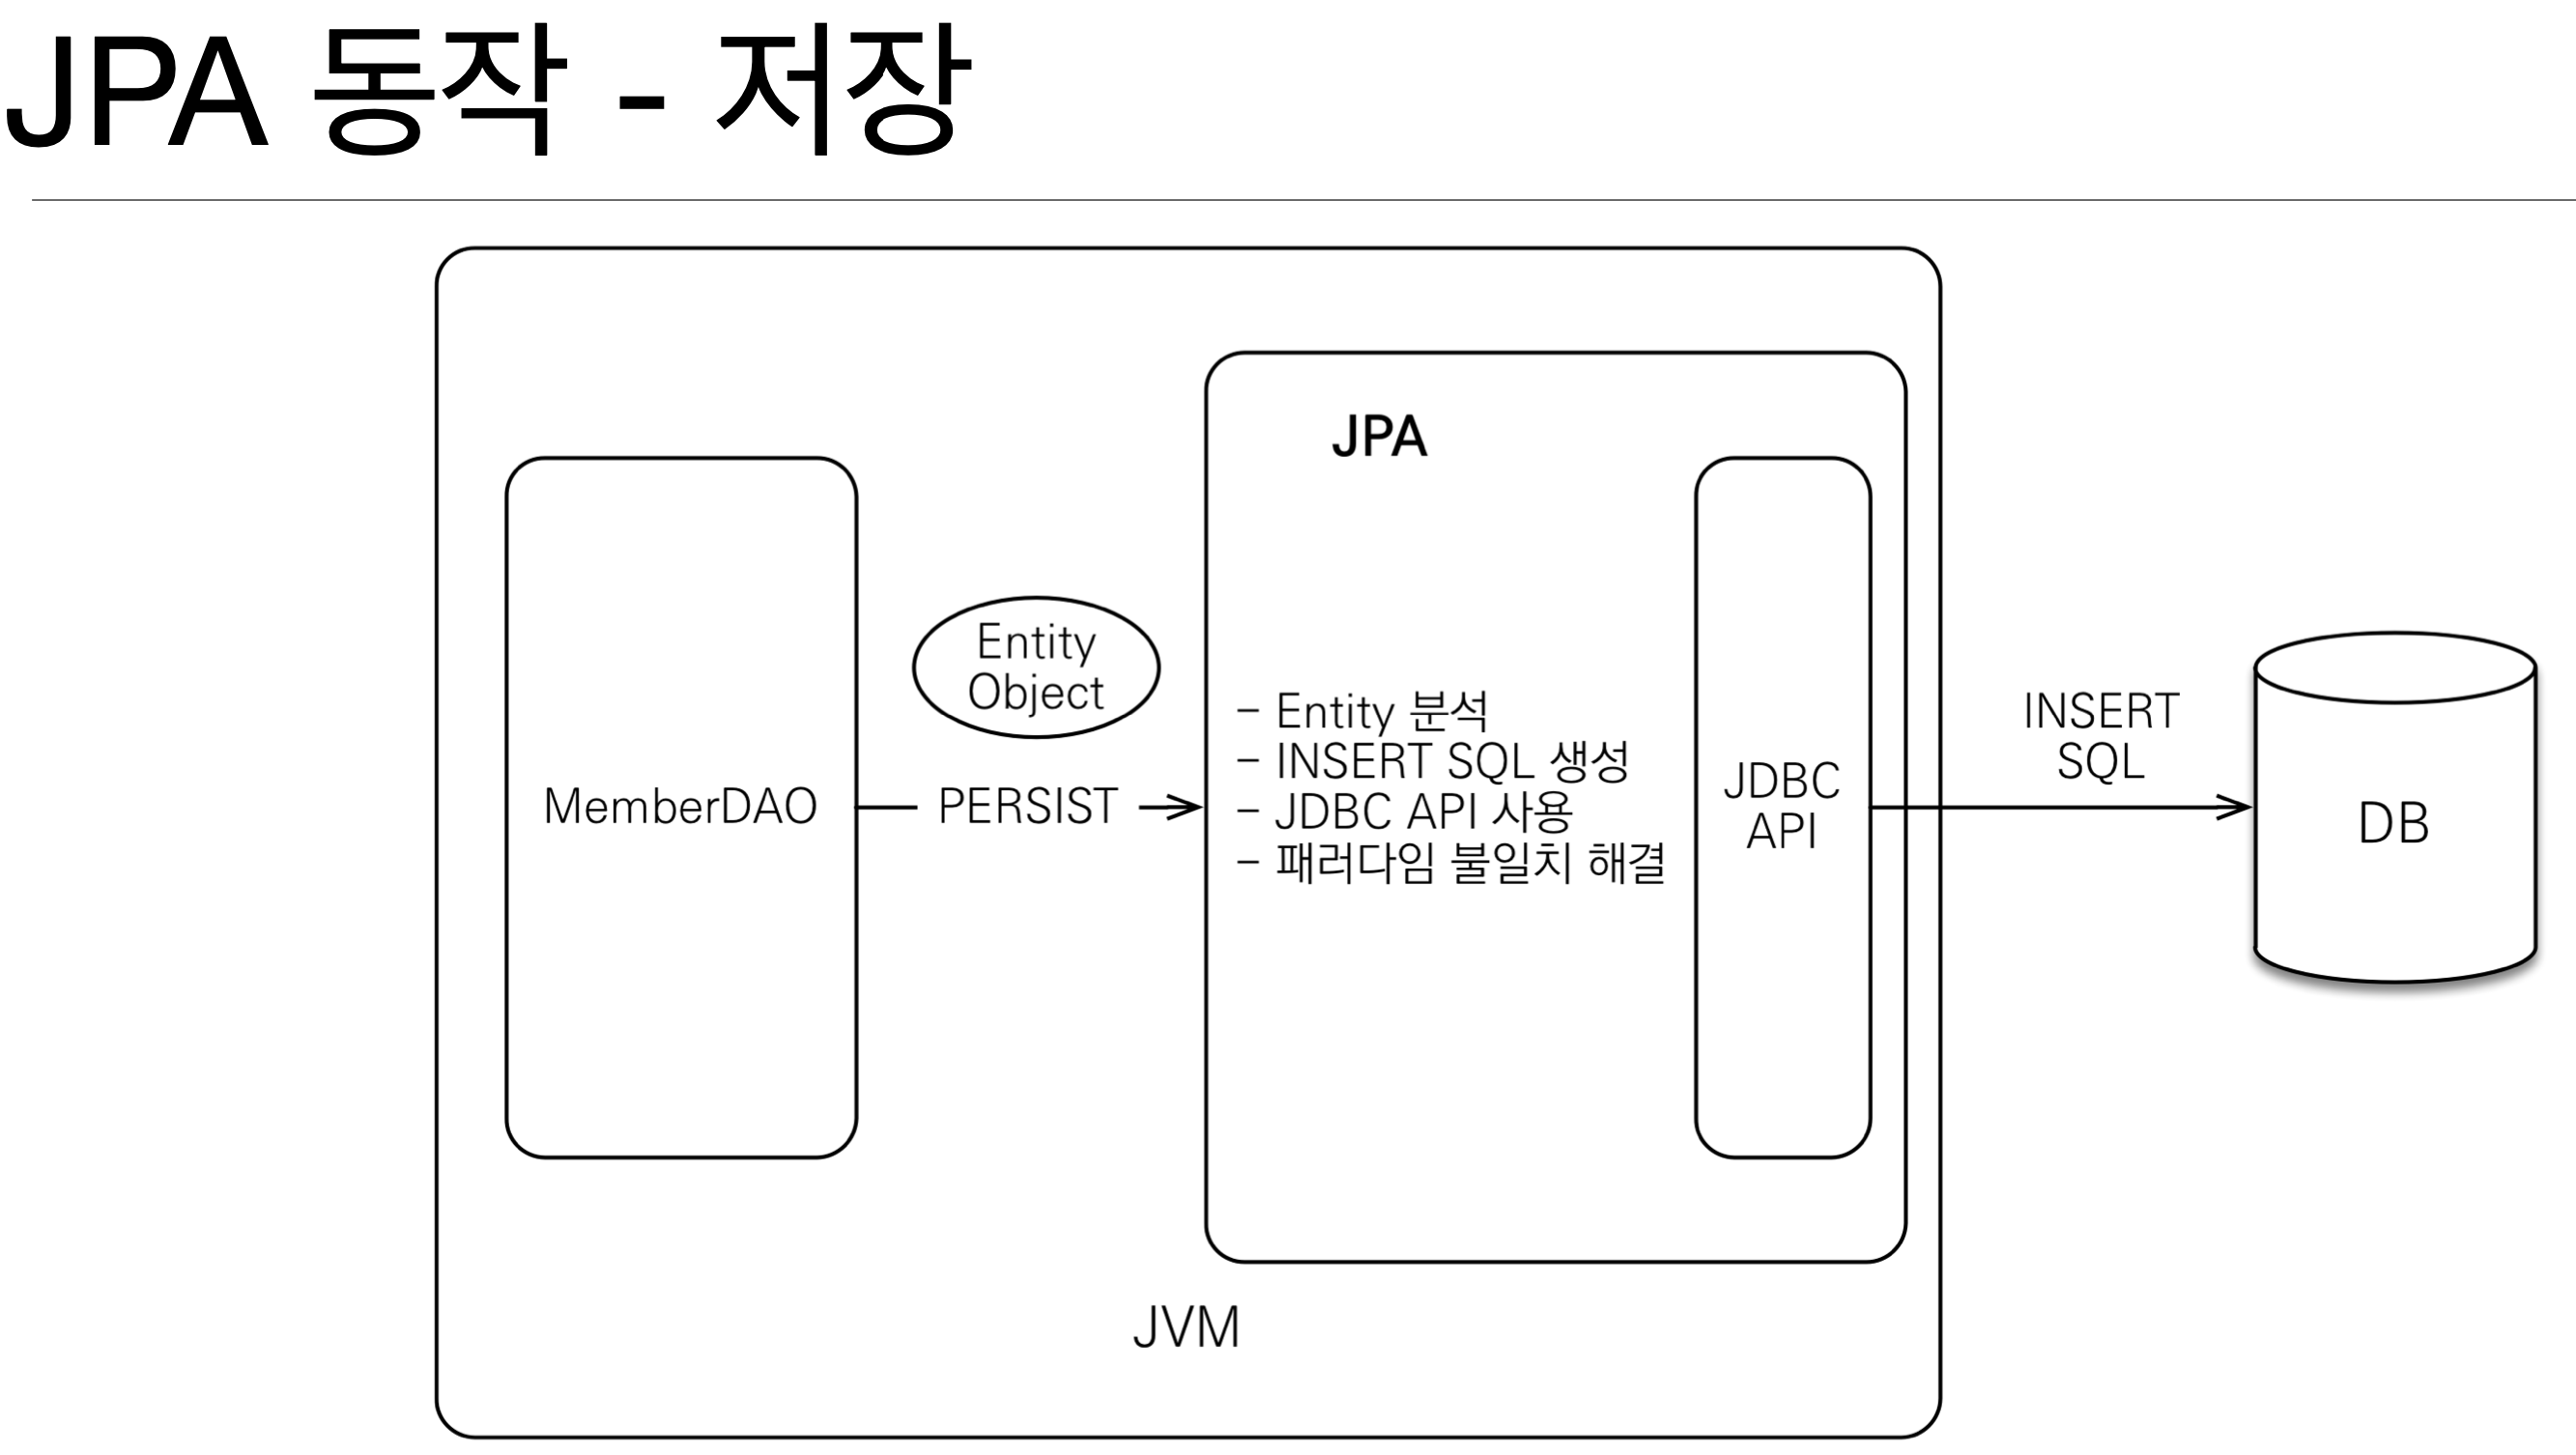 JPA 동작 - 저장
JPA
Entity
Object
MemberDAO
PERSIST
- Entity 분석
- INSERT SQL 생성
- JDBC API 사용
- 패러다임 불일치 해결
JDBC
API
INSERT
SQL
DB
JVM